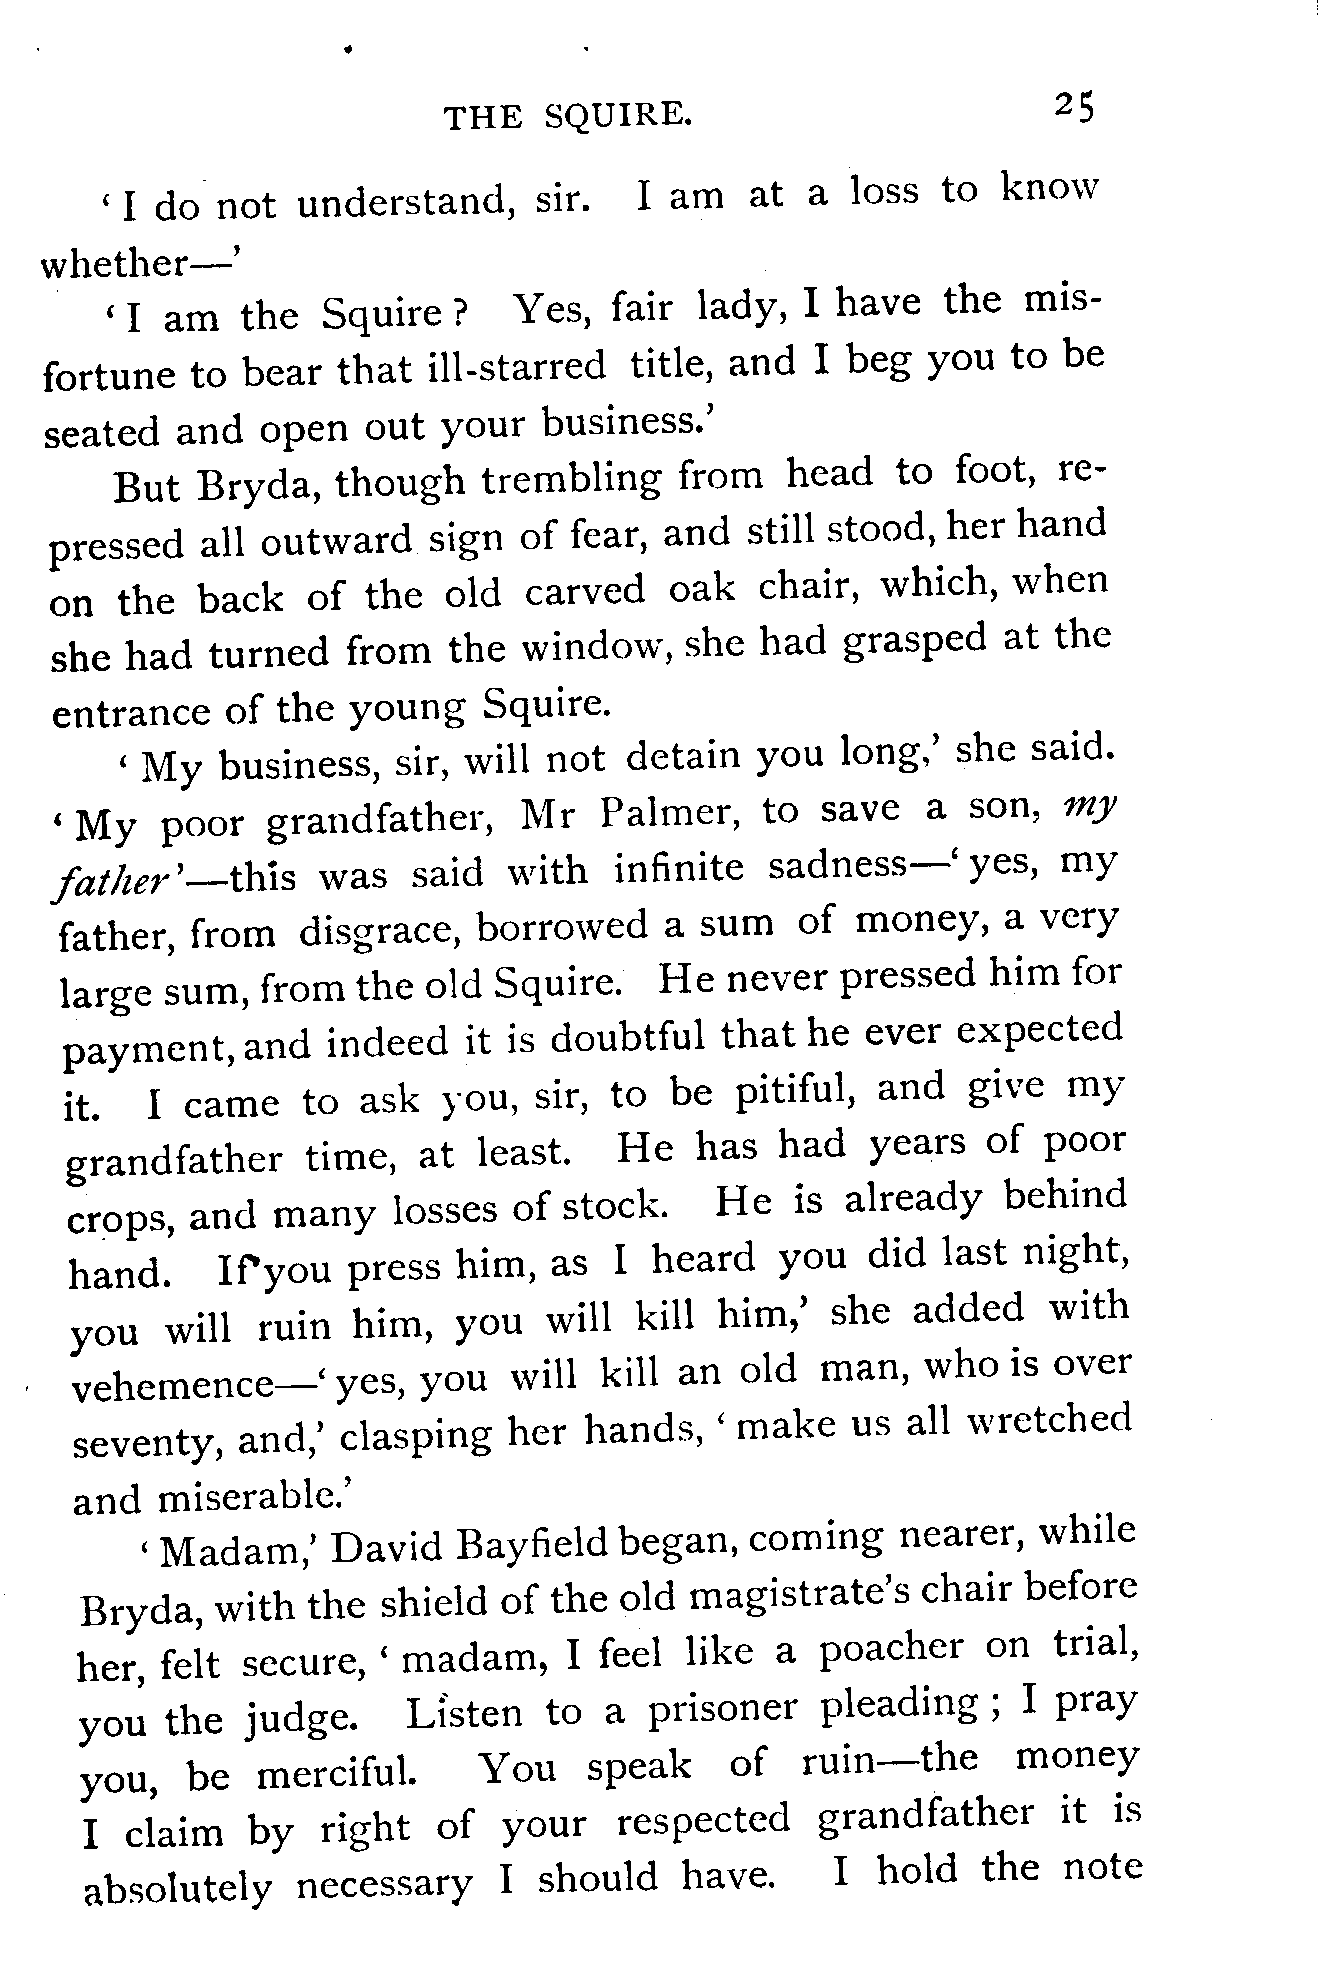 THE SQUIRE. 25
‘ I do not understand, sir. I am at a loss to know
whether—’
‘ I am the Squire ? Yes, fair lady, I have the mis-
fortune to bear that ill-starred title, and I beg you to be
seated and open out your business.’
But Bryda, though trembling from head to foot, re-
pressed all outward sign of fear, and still stood, her hand
on the back of the old carved oak chair, which, when
she had turned from the window, she had grasped at the
entrance of the young Squire.
‘ My business, sir, will not detain you long,’ she said.
‘ My poor grandfather, Mr Palmer, to save a son, my
father’—this was said with infinite sadness—‘ yes, my
father, from disgrace, borrowed a sum of money, a very
large sum, from the old Squire. He never pressed him for
payment, and indeed it is doubtful that he ever expected
it. I came to ask you, sir, to be pitiful, and give my
grandfather time, at least. He has had years of poor
crops, and many losses of stock. He is already behind
hand. If you press him, as I heard you did last night,
you will ruin him, you will kill him,’ she added with
vehemence—‘ yes, you will kill an old man, who is over
seventy, and,’ clasping her hands, ‘ make us all wretched
and miserable.’
‘ Madam,’ David Bayfield began, coming nearer, while
Bryda, with the shield of the old magistrate’s chair before
her, felt secure, ‘ madam, I feel like a poacher on trial,
you the judge. Listen to a prisoner pleading ; I pray
you, be merciful. You speak of ruin—the money
I claim by right of your respected grandfather it is
absolutely necessary I should have. I hold the note